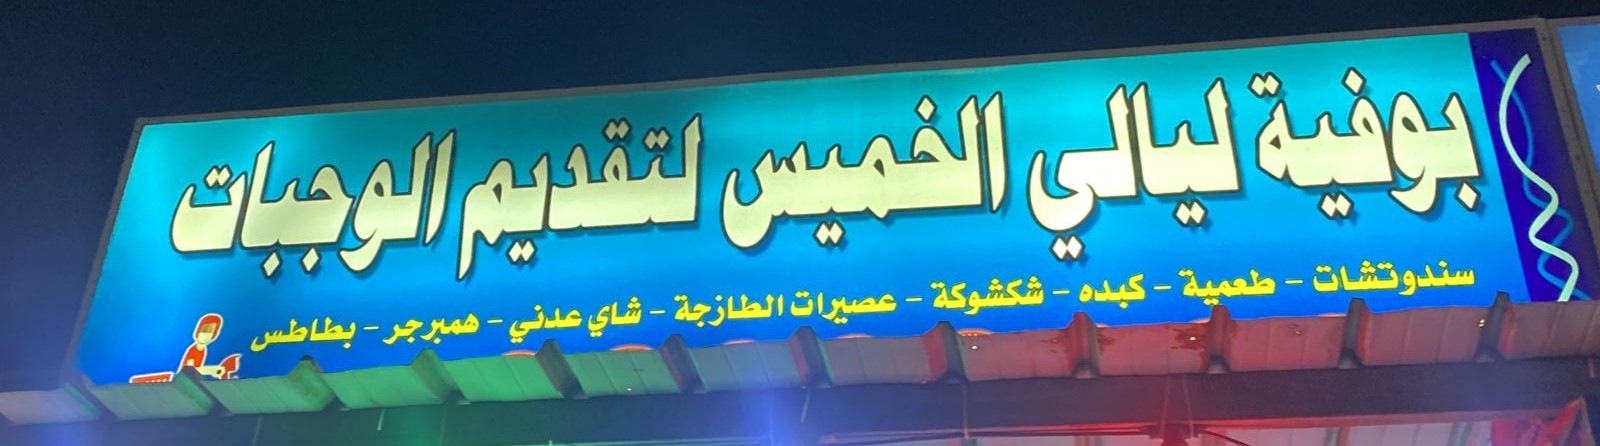 بوفية ليالي الخميس لتقديم الوجبات
سندوتشات - طعمية - كبده - شكشوكة - عصيرات الطازجة - شاي عدني - همبرجر - بطاطس